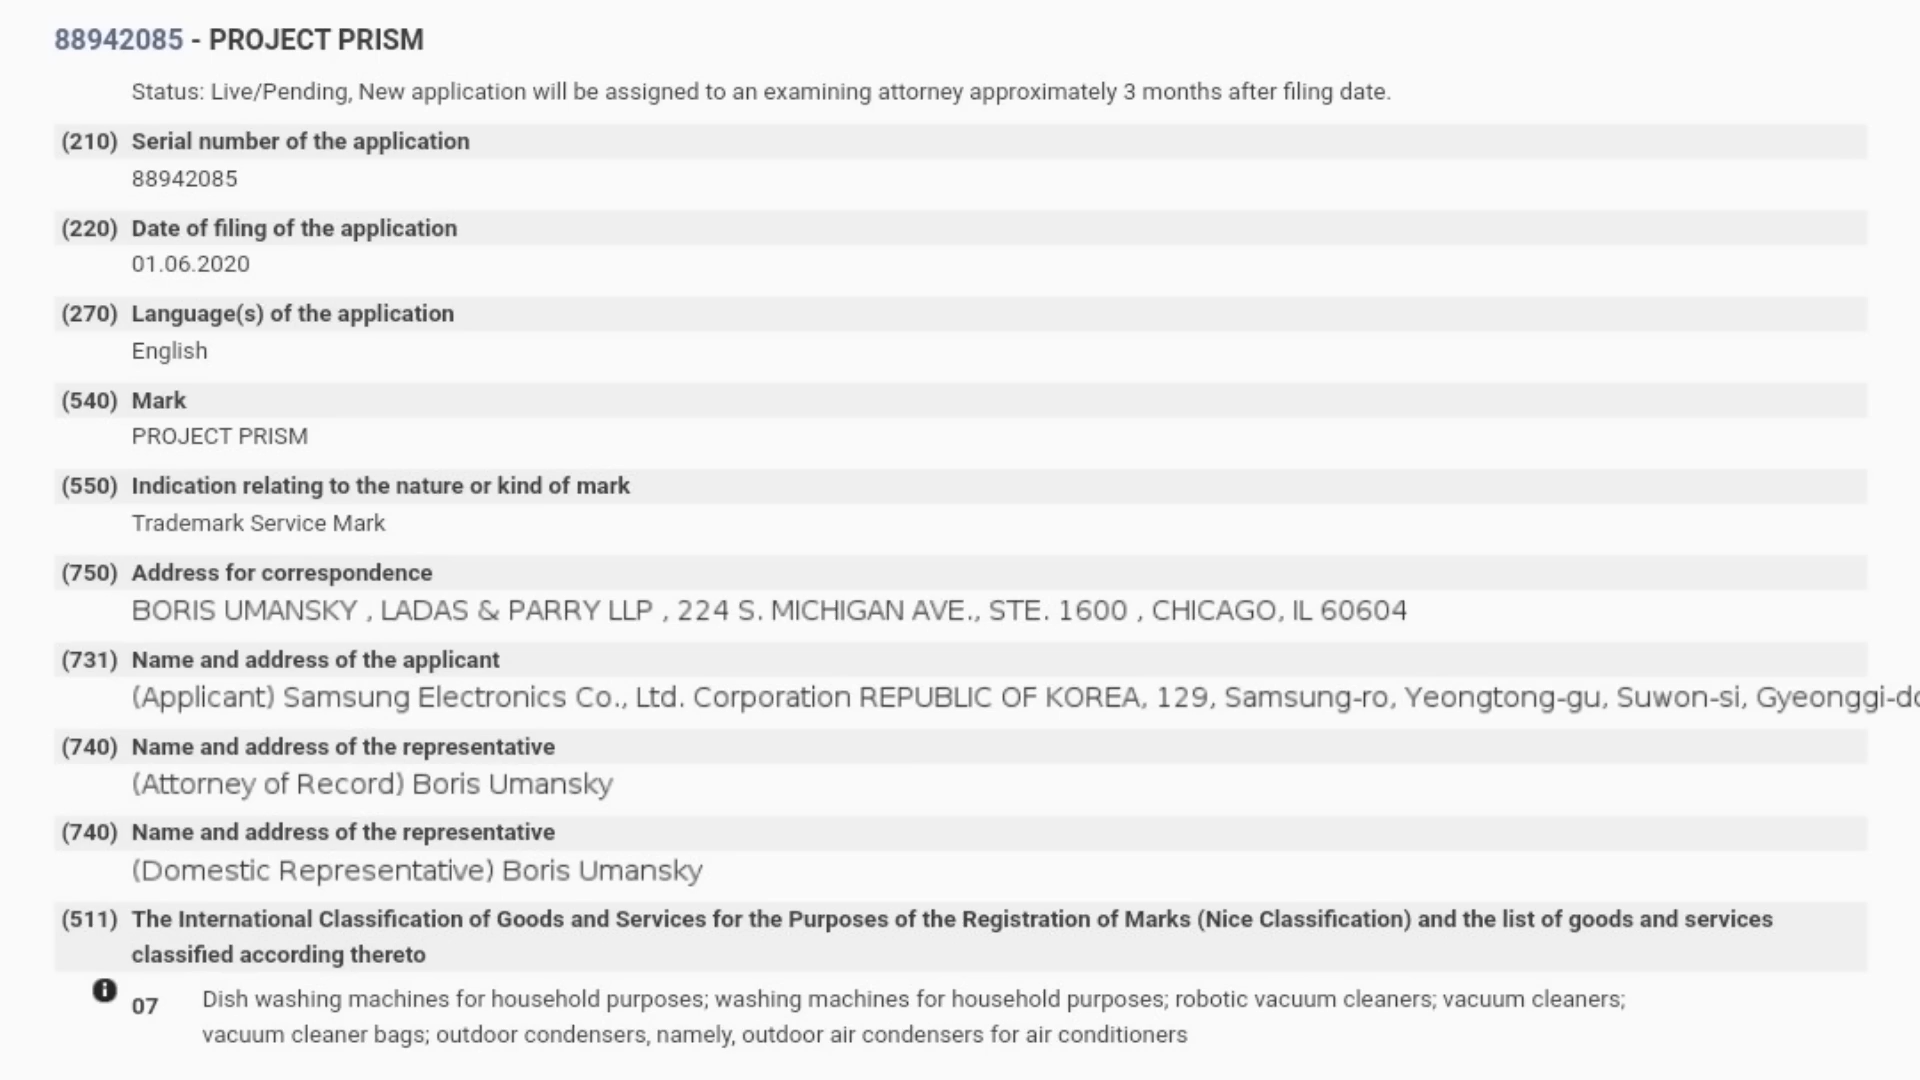 88942085 - PROJECT PRISM
Status: Live/Pending, New application will be assigned to an examining attorney approximately 3 months after filing date.
(210) Serial number of the application
88942085
(220) Date of filing of the application
01.06.2020
(270) Language(s) of the application
English
(540) Mark
PROJECT PRISM
(550) Indication relating to the nature or kind of mark
Trademark Service Mark
(750) Address for correspondence
BORIS UMANSKY , LADAS & PARRY LLP , 224 S. MICHIGAN AVE., STE. 1600 , CHICAGO, IL 60604
(731) Name and address of the applicant
(Applicant) Samsung Electronics Co., Ltd. Corporation REPUBLIC OF KOREA, 129, Samsung-ro, Yeongtong-gu, Suwon-si, Gyeonggi-do
(740) Name and address of the representative
(Attorney of Record) Boris Umansky
(740) Name and address of the representative
(Domestic Representative) Boris Umansky
(511) The International Classification of Goods and Services for the Purposes of the Registration of Marks (Nice Classification) and the list of goods and services
classified according thereto
07 Dish washing machines for household purposes; washing machines for household purposes; robotic vacuum cleaners; vacuum cleaners;
vacuum cleaner bags; outdoor condensers, namely, outdoor air condensers for air conditioners